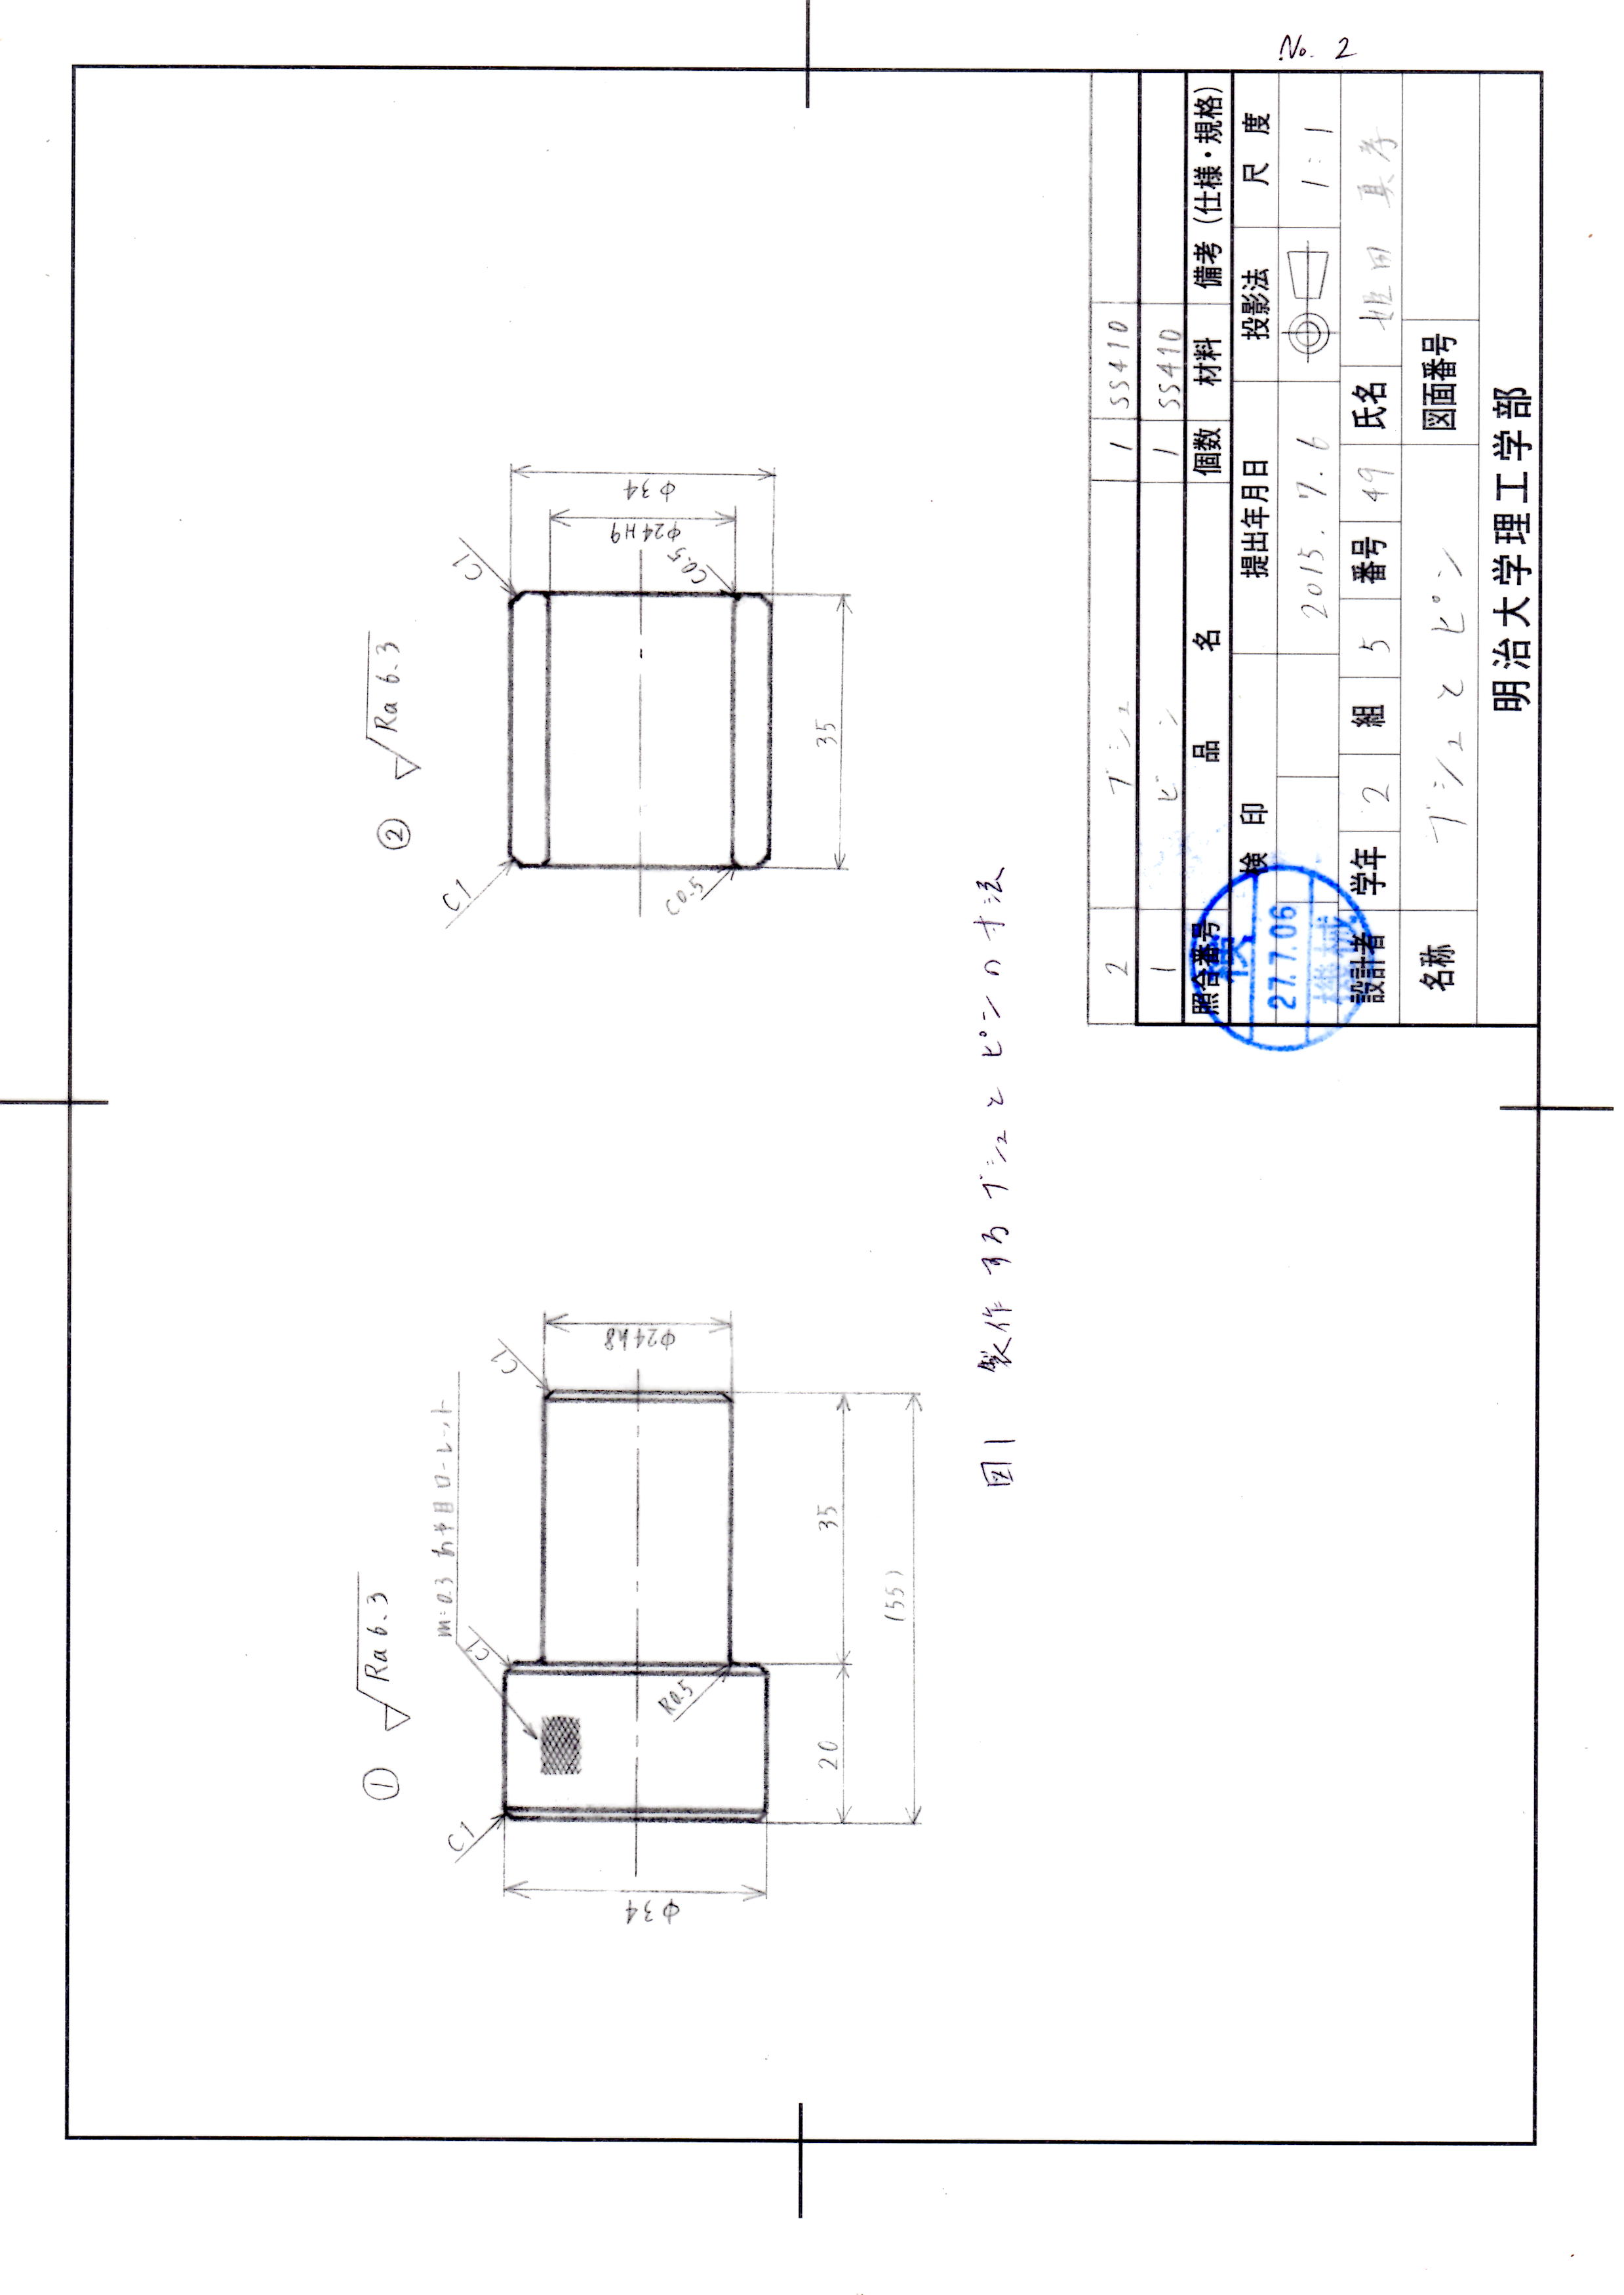 No. 2
① √Ra 6.3
m=0.3 あや目ローレット
C1
C1
C1
R0.5
φ34
φ24h8
20
35
(55)
② √Ra 6.3
C1
C1
C0.5
C0.5
φ24H9
φ34
35
図1 製作するブシュとピンの寸法
2 ブシュ 1 SS410
1 ピン 1 SS410
照合番号 品名 個数 材料 備考(仕様・規格)
検印 提出年月日 投影法 尺度
2015.7.6 1:1
設計者 学年 2 組 5 番号 49 氏名
名称 ブシュとピン 図面番号
明治大学理工学部
検
27.7.06
機械